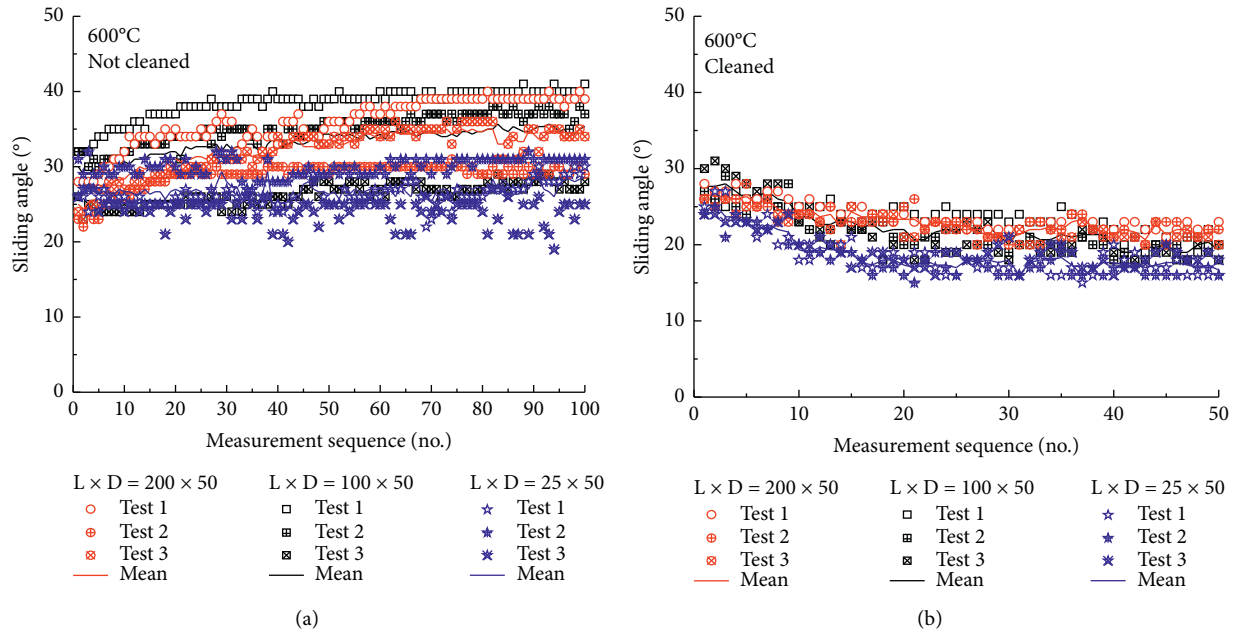 600°C
Not cleaned
50
40
30
20
10
0
Sliding angle (°)
0 10 20 30 40 50 60 70 80 90 100
Measurement sequence (no.)
L × D = 200 × 50 L × D = 100 × 50 L × D = 25 × 50
Test 1 Test 1 Test 1
Test 2 Test 2 Test 2
Test 3 Test 3 Test 3
Mean Mean Mean
(a)
600°C
Cleaned
50
40
30
20
10
0
Sliding angle (°)
0 10 20 30 40 50
Measurement sequence (no.)
L × D = 200 × 50 L × D = 100 × 50 L × D = 25 × 50
Test 1 Test 1 Test 1
Test 2 Test 2 Test 2
Test 3 Test 3 Test 3
Mean Mean Mean
(b)